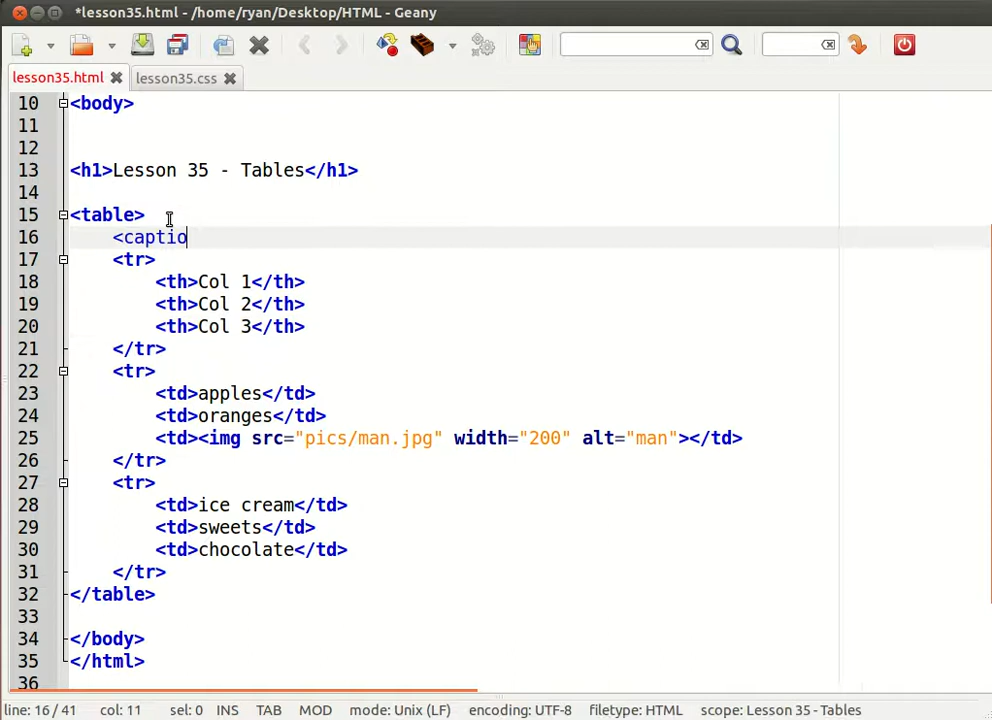 *lesson35.html - /home/ryan/Desktop/HTML - Geany
lesson35.html lesson35.css
10 <body>
11
12
13 <h1>Lesson 35 - Tables</h1>
14
15 <table>
16 <captio
17 <tr>
18 <th>Col 1</th>
19 <th>Col 2</th>
20 <th>Col 3</th>
21 </tr>
22 <tr>
23 <td>apples</td>
24 <td>oranges</td>
25 <td><img src="pics/man.jpg" width="200" alt="man"></td>
26 </tr>
27 <tr>
28 <td>ice cream</td>
29 <td>sweets</td>
30 <td>chocolate</td>
31 </tr>
32 </table>
33
34 </body>
35 </html>
36
line: 16 / 41 col: 11 sel: 0 INS TAB MOD mode: Unix (LF) encoding: UTF-8 filetype: HTML scope: Lesson 35 - Tables